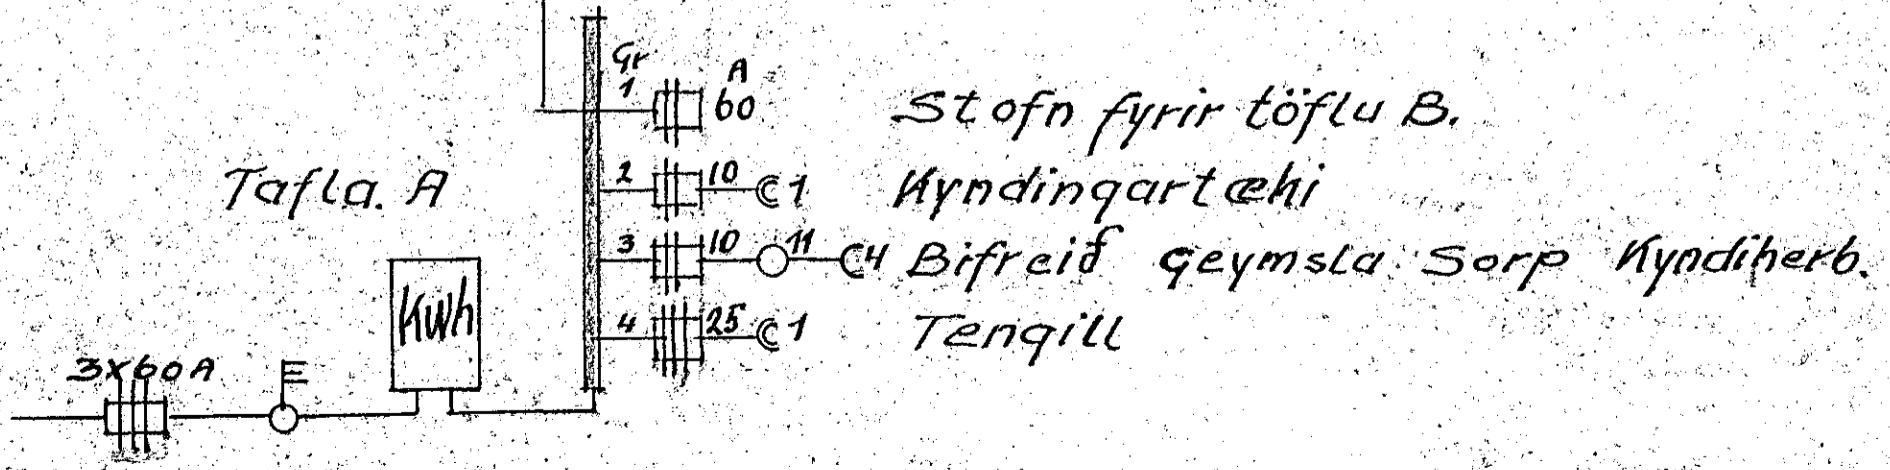 Gr
A
1 60 Stofn fyrir töflu B.
Tafla. A
2 10 1 Kyndingartæki
3 10 11 4 Bifreið Geymsla Sorp Kyndiherb.
KWh
4 25 1 Tengill
3x60A